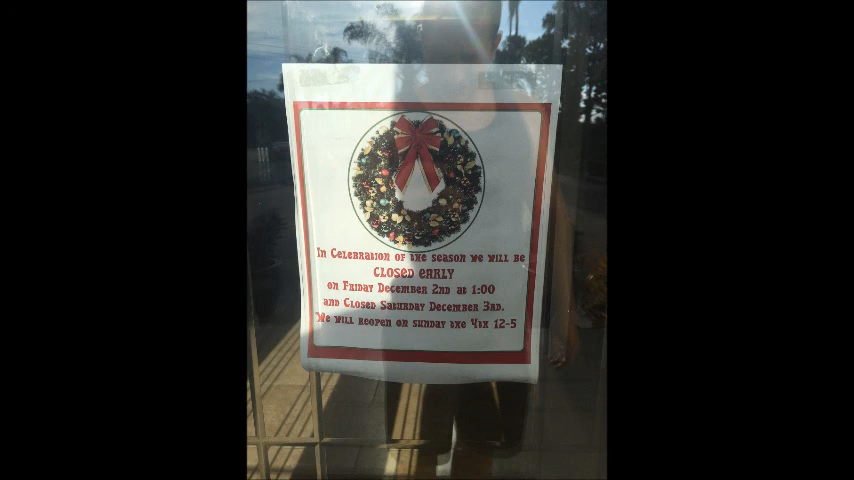 In Celebration of the season we will be
CLOSED EARLY
on Friday December 2nd at 1:00
and Closed Saturday December 3rd.
We will reopen on sunday the 4th 12-5